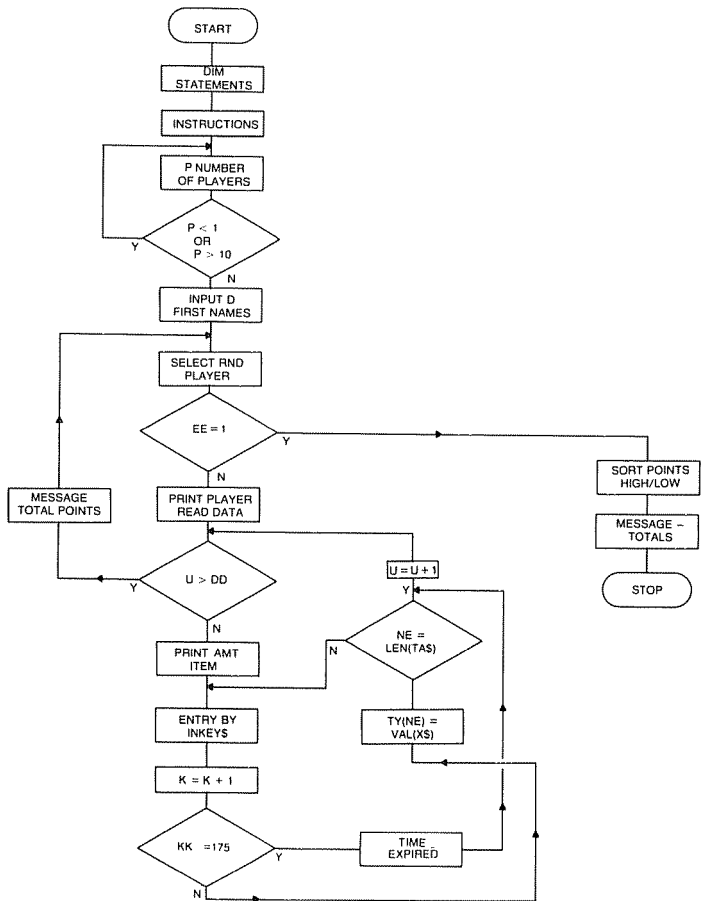 START
DIM
STATEMENTS
INSTRUCTIONS
P NUMBER
OF PLAYERS
P < 1
OR
P > 10
Y
N
INPUT D
FIRST NAMES
SELECT RND
PLAYER
EE = 1
Y
N
SORT POINTS
HIGH/LOW
MESSAGE –
TOTALS
STOP
PRINT PLAYER
READ DATA
MESSAGE
TOTAL POINTS
U > DD
Y
N
U = U + 1
Y
NE =
LEN(TA$)
N
PRINT AMT
ITEM
ENTRY BY
INKEY$
TY(NE) =
VAL(X$)
K = K + 1
KK =175
Y
N
TIME
EXPIRED